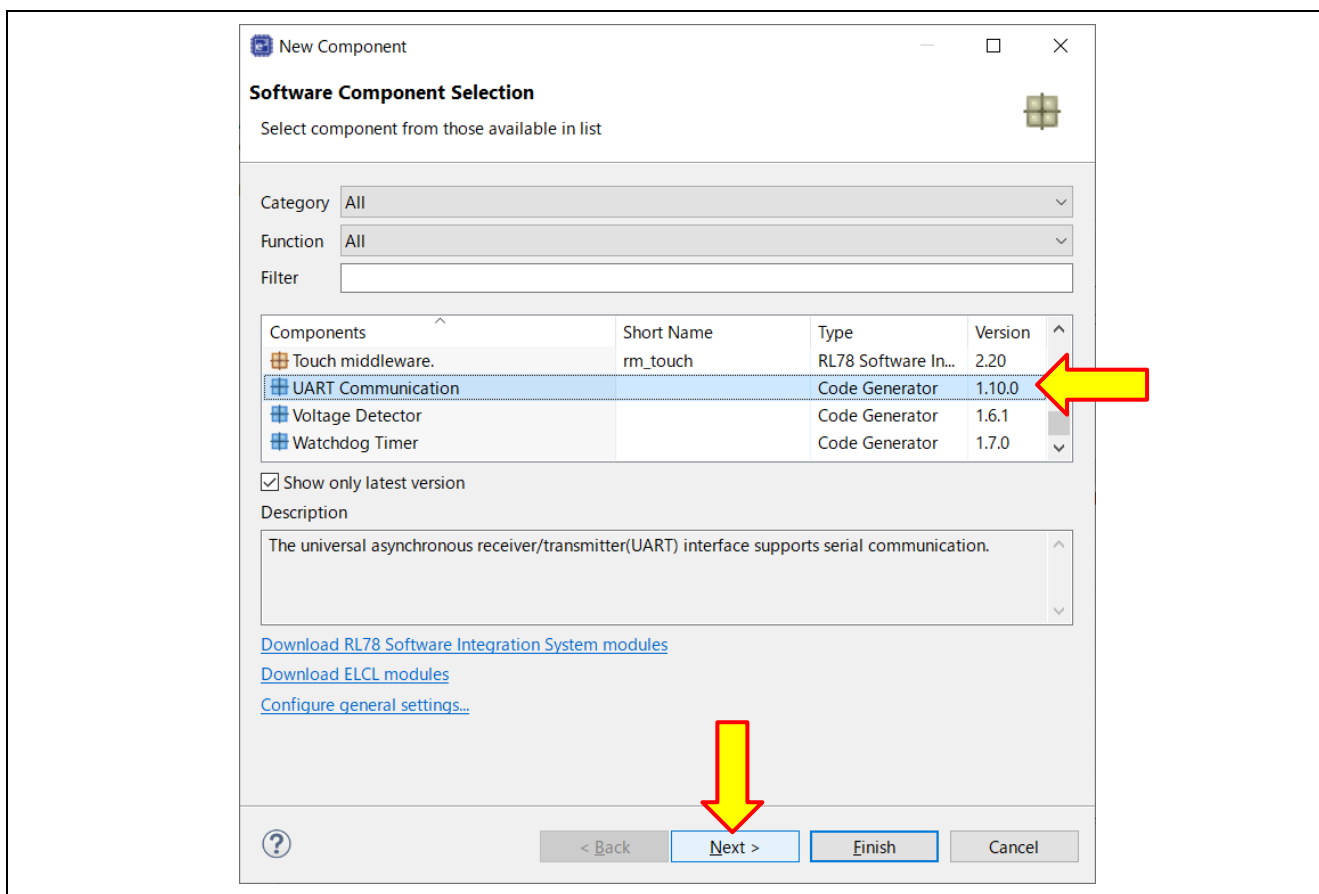 New Component
Software Component Selection
Select component from those available in list
Category All
Function All
Filter
Components Short Name Type Version
Touch middleware. rm_touch RL78 Software In... 2.20
UART Communication Code Generator 1.10.0
Voltage Detector Code Generator 1.6.1
Watchdog Timer Code Generator 1.7.0
Show only latest version
Description
The universal asynchronous receiver/transmitter(UART) interface supports serial communication.
Download RL78 Software Integration System modules
Download ELCL modules
Configure general settings...
? < Back Next > Finish Cancel